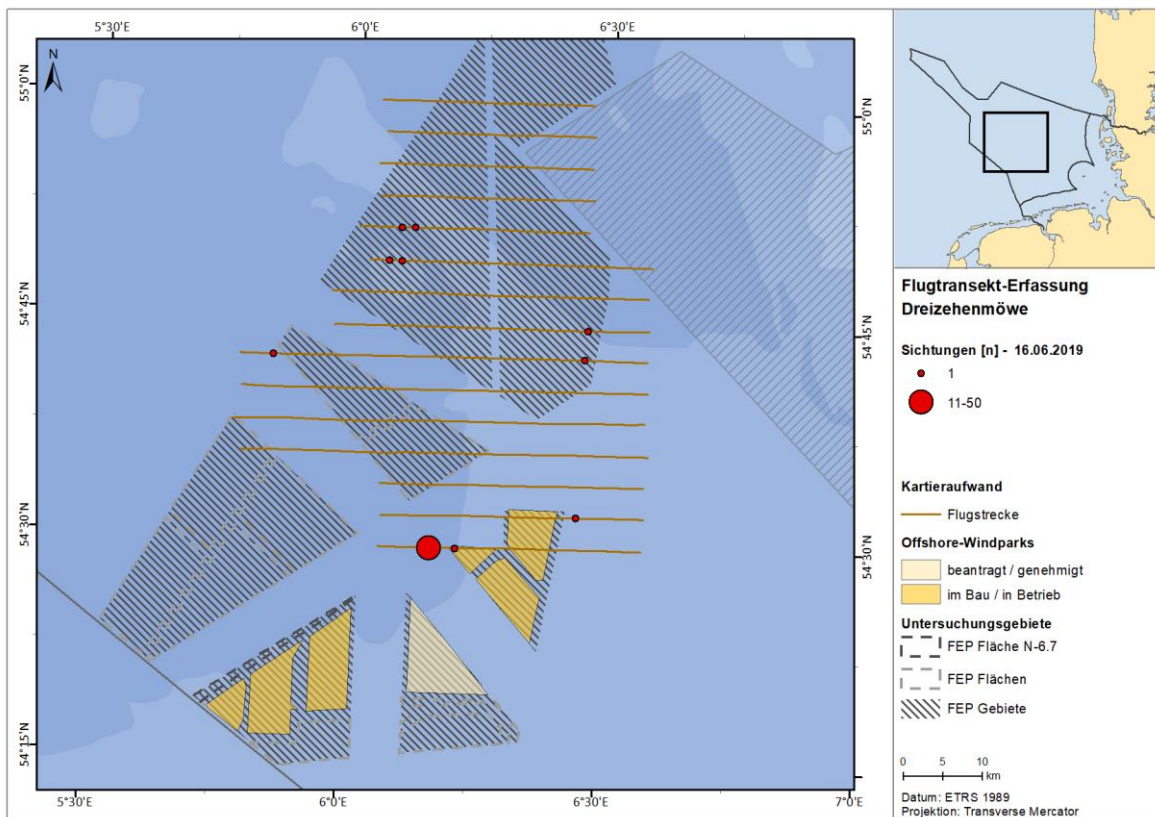 5°30'E 6°0'E 6°30'E
N
55°0'N
55°0'N
54°45'N
54°45'N
54°30'N
54°30'N
54°15'N
5°30'E 6°0'E 6°30'E 7°0'E
Flugtransekt-Erfassung
Dreizehenmöwe
Sichtungen [n] - 16.06.2019
1
11-50
Kartieraufwand
Flugstrecke
Offshore-Windparks
beantragt / genehmigt
im Bau / in Betrieb
Untersuchungsgebiete
FEP Fläche N-6.7
FEP Flächen
FEP Gebiete
0 5 10
km
Datum: ETRS 1989
Projektion: Transverse Mercator